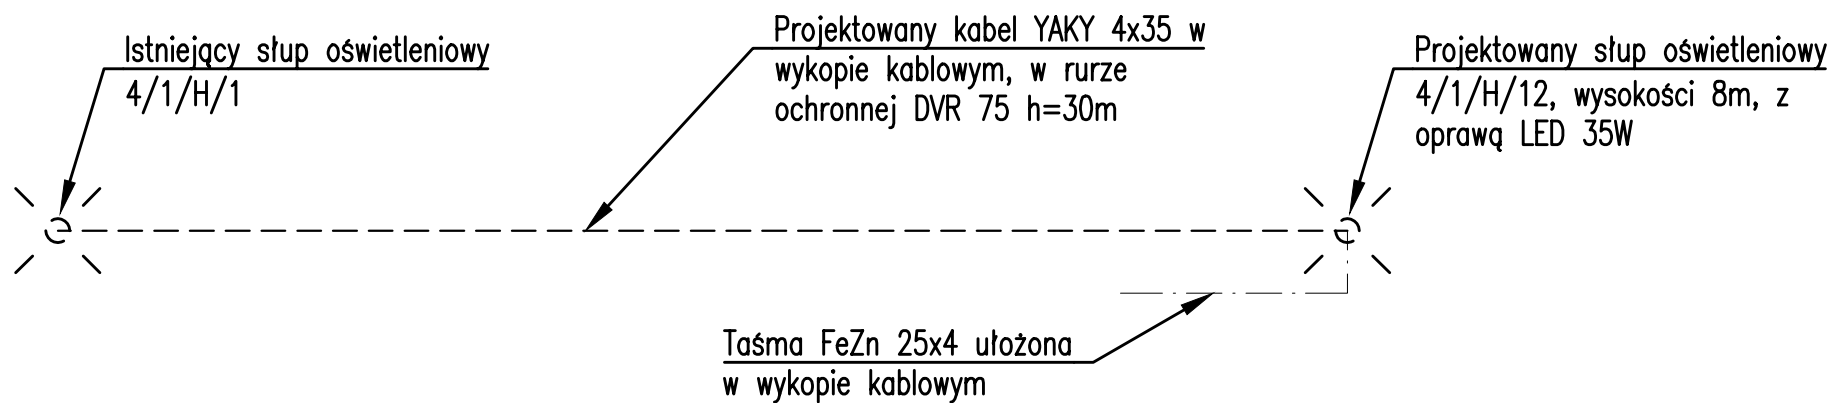 Istniejący słup oświetleniowy
4/1/H/1
Projektowany kabel YAKY 4x35 w
wykopie kablowym, w rurze
ochronnej DVR 75 h=30m
Projektowany słup oświetleniowy
4/1/H/12, wysokości 8m, z
oprawą LED 35W
Taśma FeZn 25x4 ułożona
w wykopie kablowym